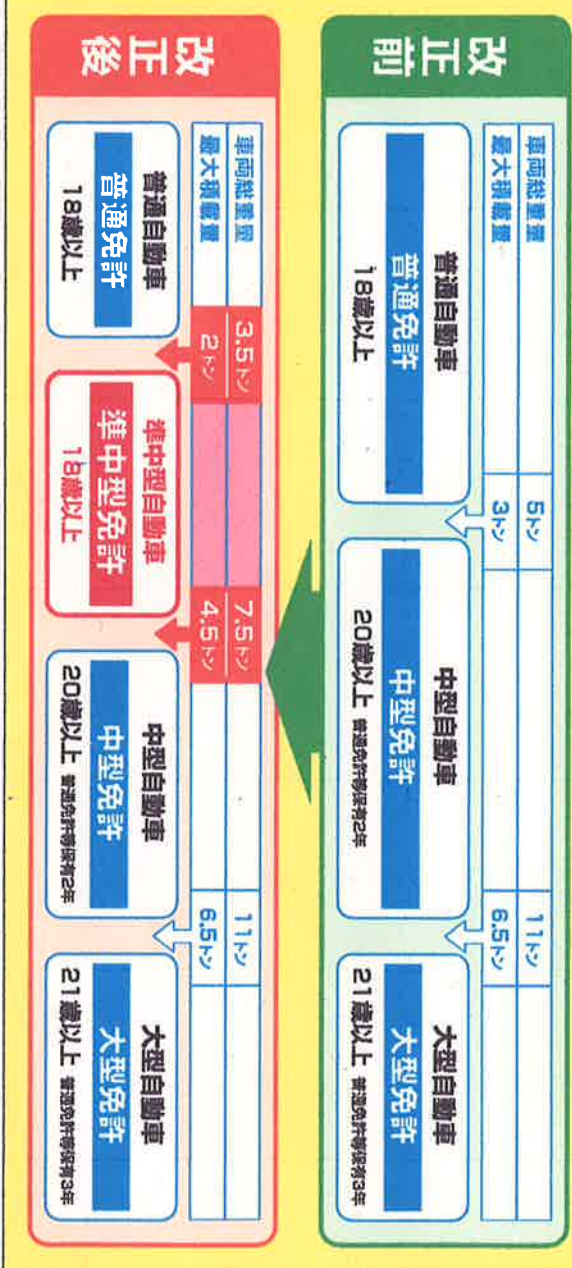 改正前
車両総重量
5トン
11トン
最大積載量
3トン
6.5トン
普通自動車
普通免許
18歳以上
中型自動車
中型免許
20歳以上 普通免許等保有2年
大型自動車
大型免許
21歳以上 普通免許等保有3年
改正後
車両総重量
3.5トン
7.5トン
11トン
最大積載量
2トン
4.5トン
6.5トン
普通自動車
普通免許
18歳以上
準中型自動車
準中型免許
18歳以上
中型自動車
中型免許
20歳以上 普通免許等保有2年
大型自動車
大型免許
21歳以上 普通免許等保有3年